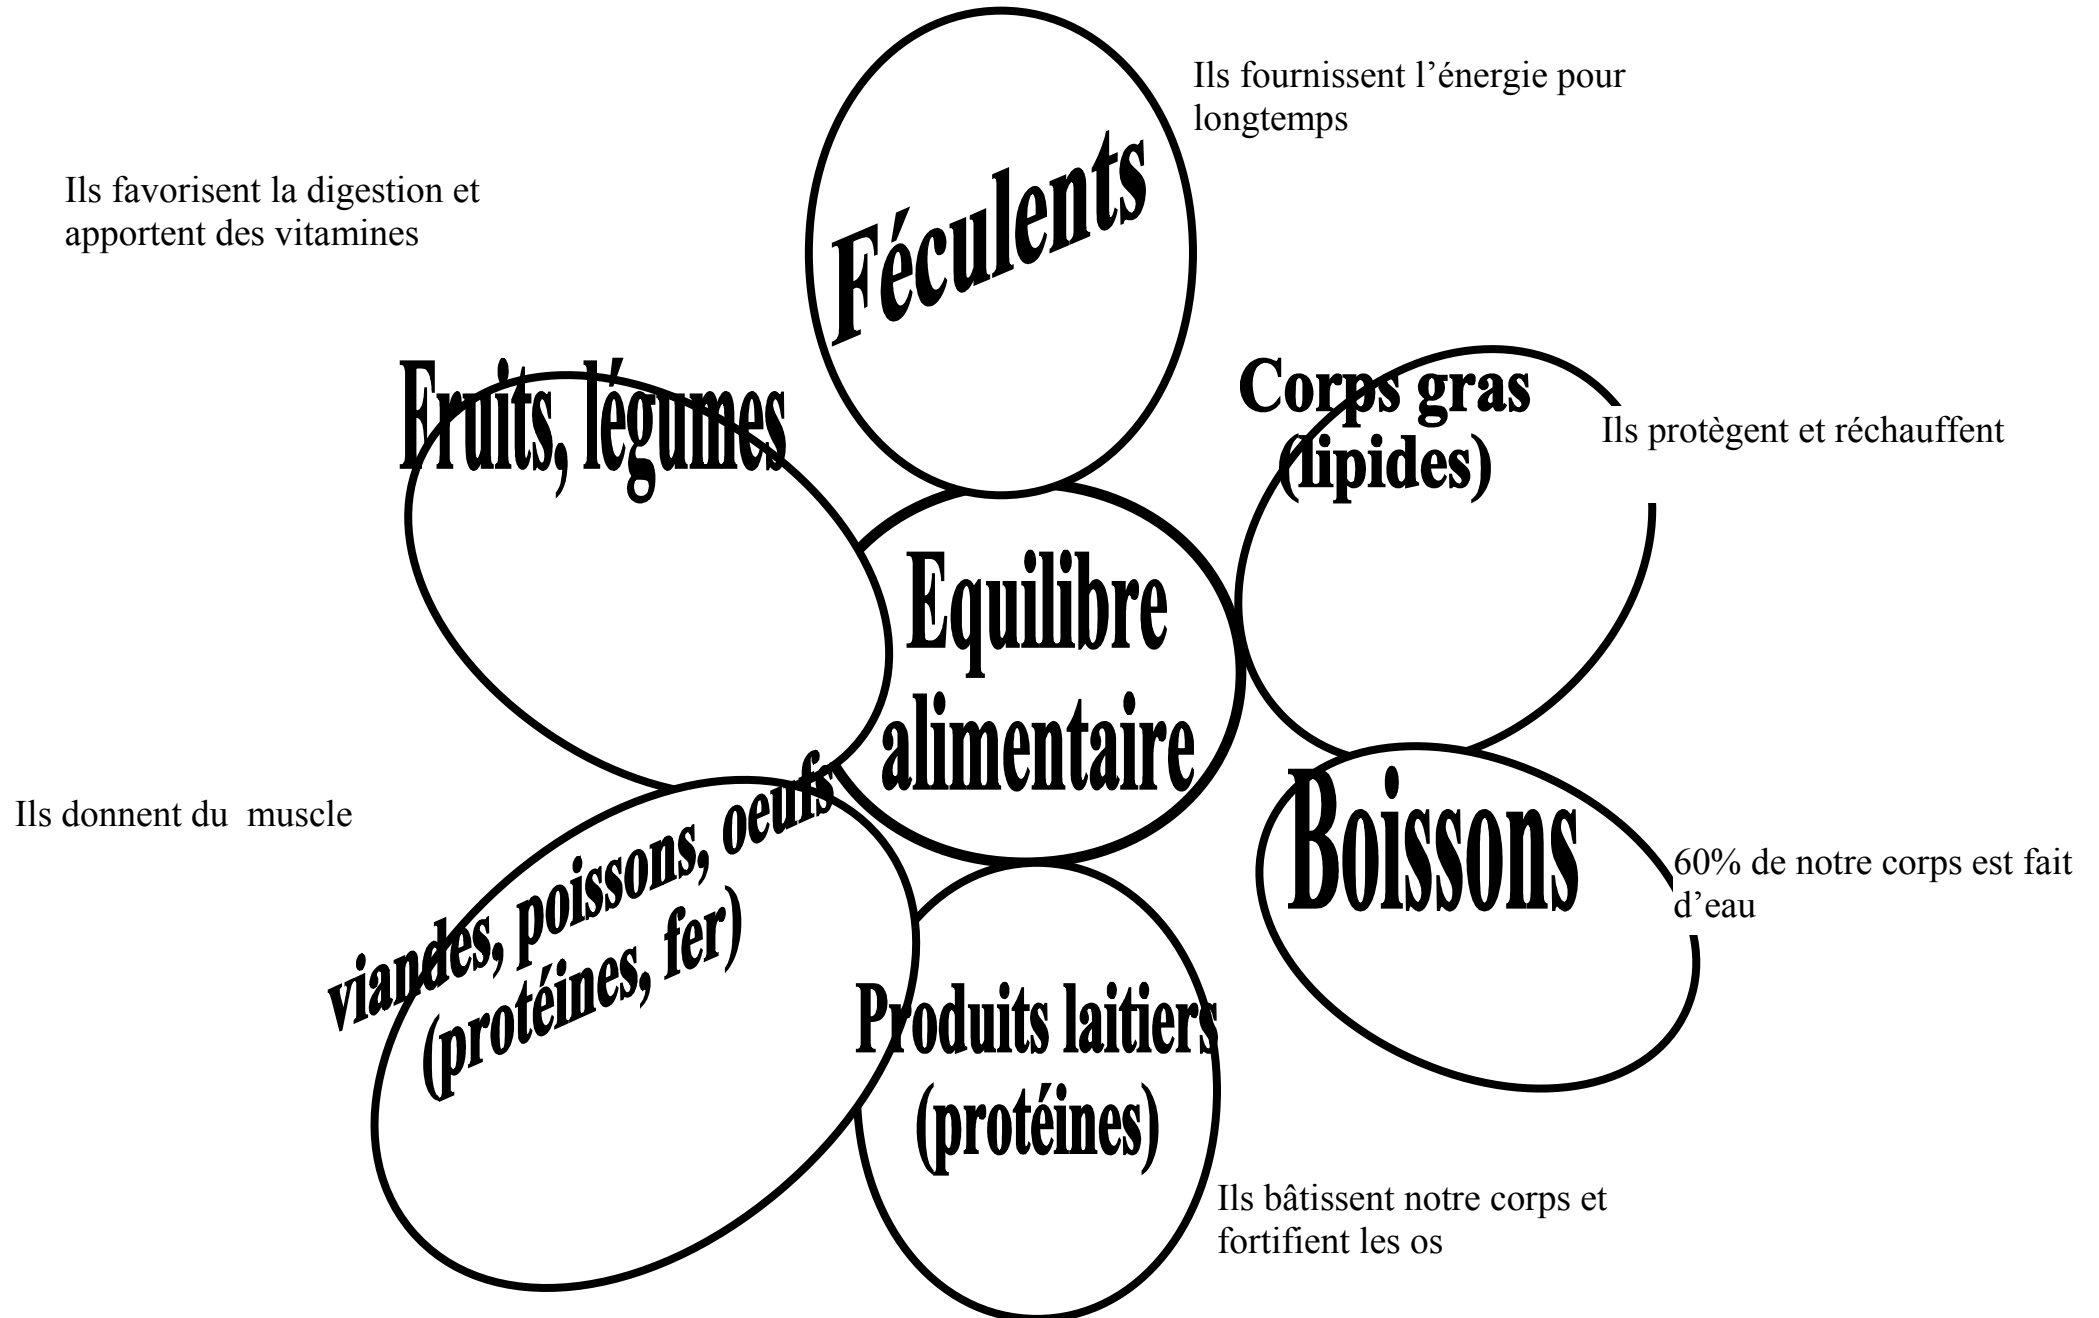 Ils fournissent l’énergie pour
longtemps
Féculents
Ils favorisent la digestion et
apportent des vitamines
Fruits, légumes
Corps gras
(lipides)
Ils protègent et réchauffent
Equilibre
alimentaire
Ils donnent du  muscle
viandes, poissons, oeufs
(protéines, fer)
Boissons
60% de notre corps est fait
d’eau
Produits laitiers
(protéines)
Ils bâtissent notre corps et
fortifient les os